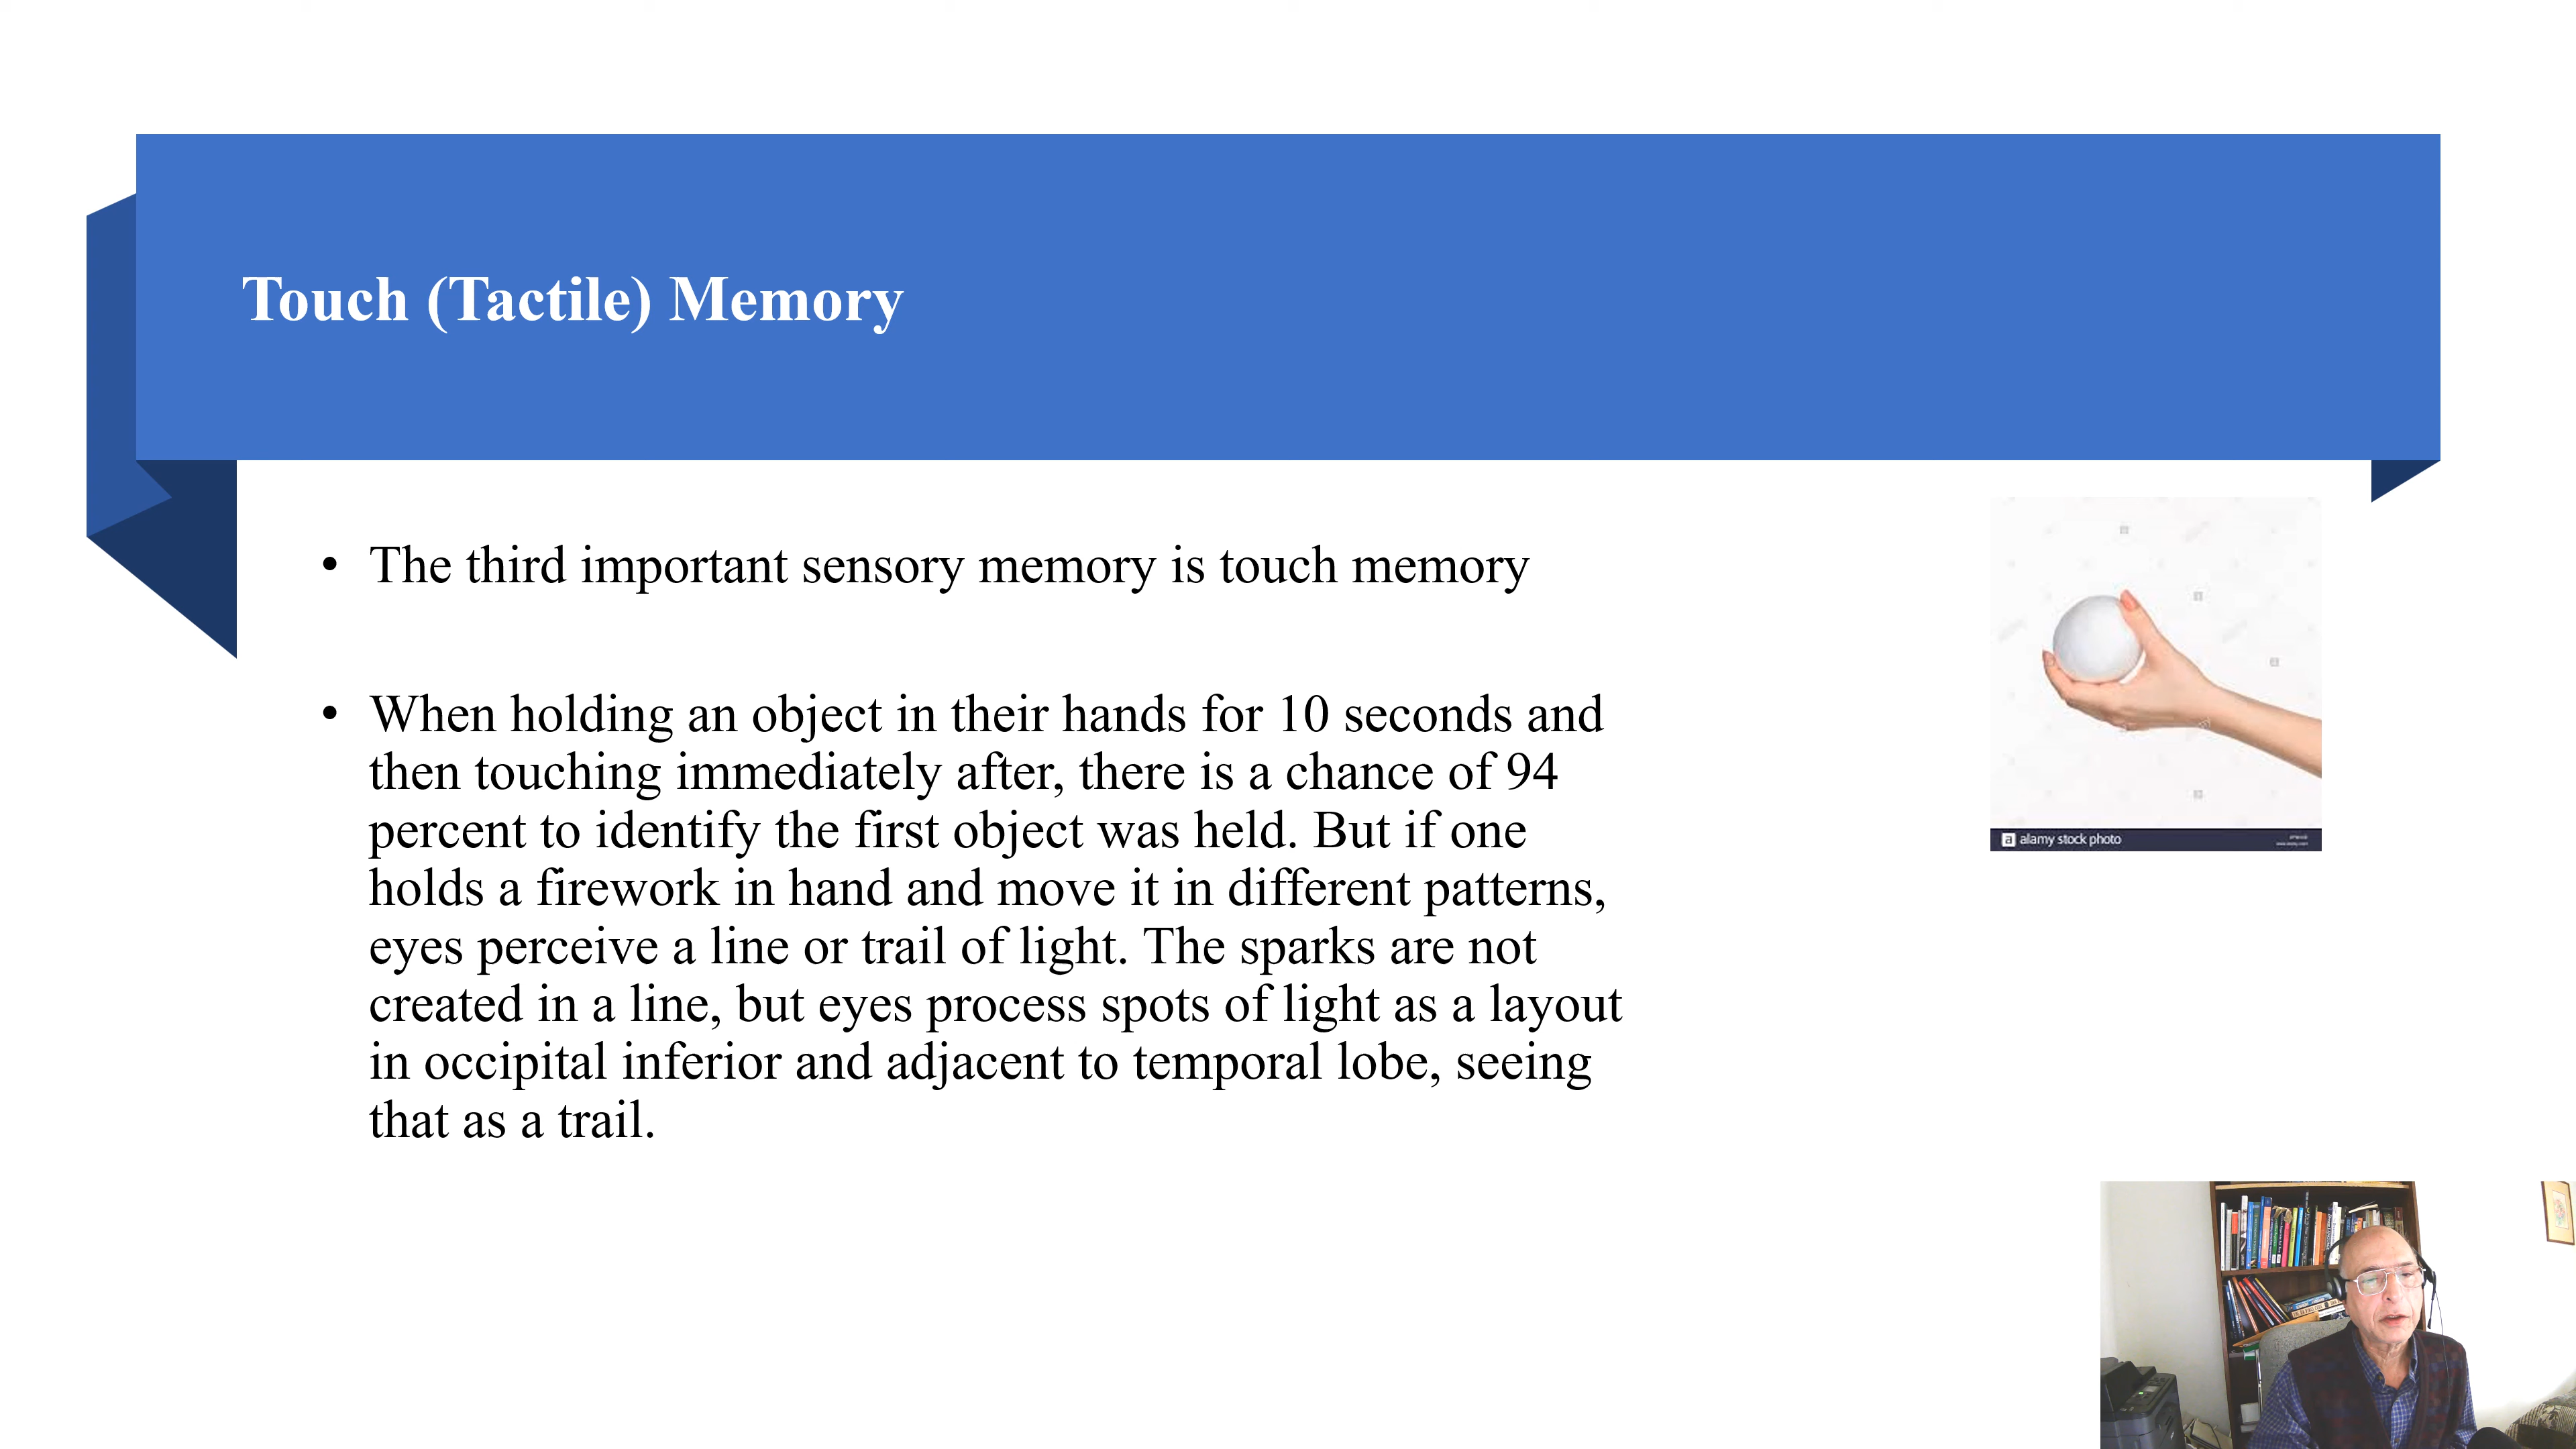 Touch (Tactile) Memory
• The third important sensory memory is touch memory
• When holding an object in their hands for 10 seconds and
then touching immediately after, there is a chance of 94
percent to identify the first object was held. But if one
holds a firework in hand and move it in different patterns,
eyes perceive a line or trail of light. The sparks are not
created in a line, but eyes process spots of light as a layout
in occipital inferior and adjacent to temporal lobe, seeing
that as a trail.
a alamy stock photo